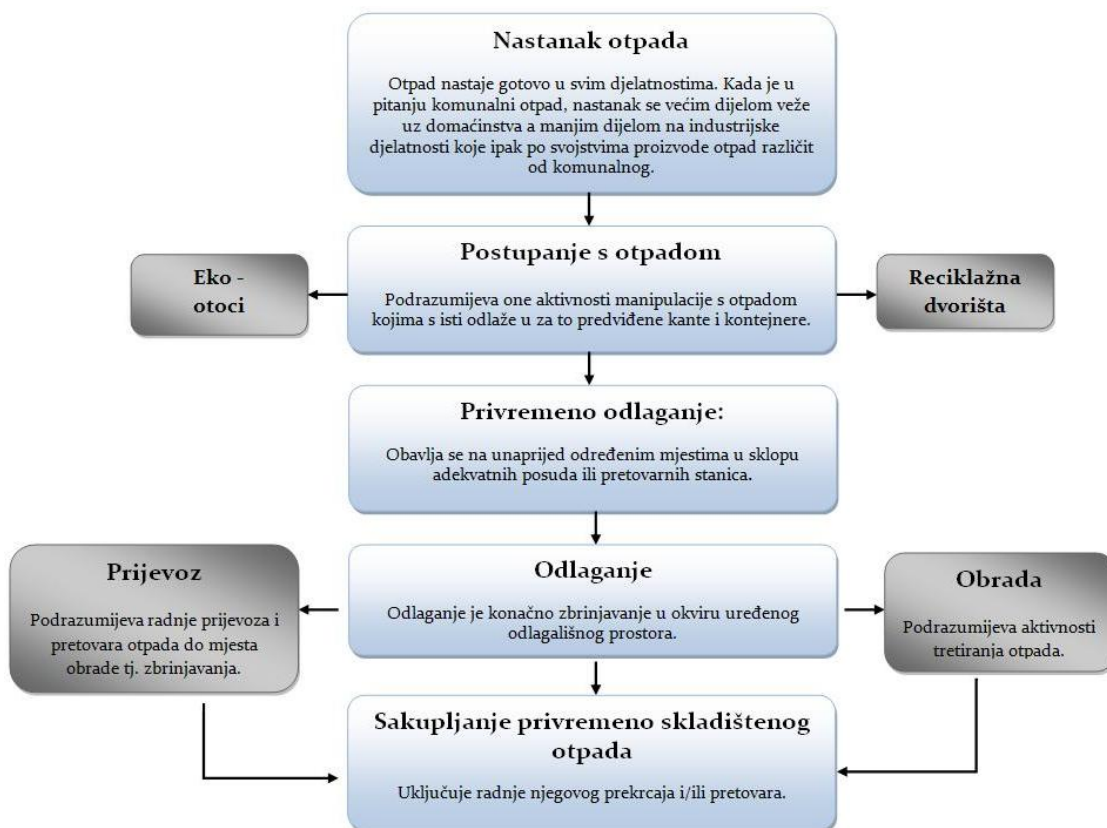 Nastanak otpada
Otpad nastaje gotovo u svim djelatnostima. Kada je u
pitanju komunalni otpad, nastanak se većim dijelom veže
uz domaćinstva a manjim dijelom na industrijske
djelatnosti koje ipak po svojstvima proizvode otpad različit
od komunalnog.
Postupanje s otpadom
Podrazumijeva one aktivnosti manipulacije s otpadom
kojima s isti odlaže u za to predviđene kante i kontejnere.
Eko -
otoci
Reciklažna
dvorišta
Privremeno odlaganje:
Obavlja se na unaprijed određenim mjestima u sklopu
adekvatnih posuda ili pretovarnih stanica.
Prijevoz
Podrazumijeva radnje prijevoza i
pretovara otpada do mjesta
obrade tj. zbrinjavanja.
Odlaganje
Odlaganje je konačno zbrinjavanje u okviru uređenog
odlagališnog prostora.
Obrada
Podrazumijeva aktivnosti
tretiranja otpada.
Sakupljanje privremeno skladištenog
otpada
Uključuje radnje njegovog prekrcaja i/ili pretovara.